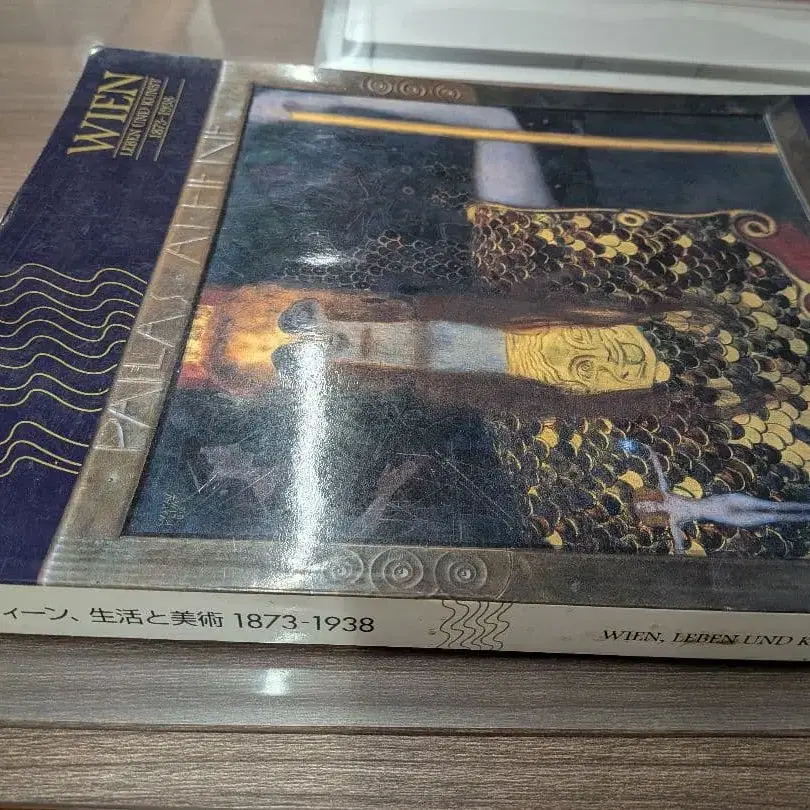 WIEN
LEBEN UND KUNST
1873–1938
PALLAS ATHENE
ィーン、生活と美術 1873-1938
WIEN, LEBEN UND K